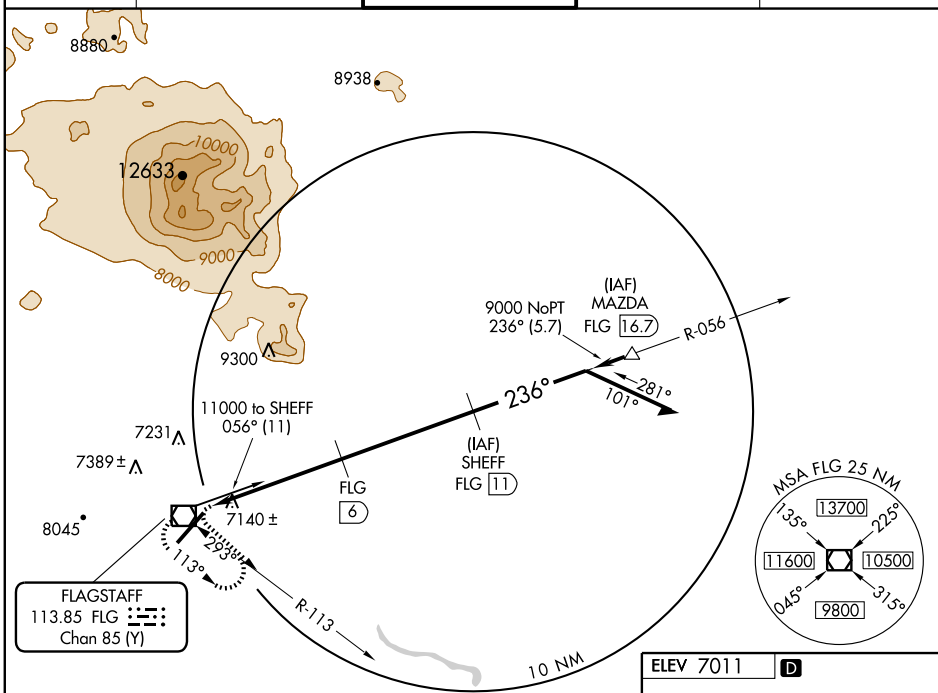 8880
8938
10000
12633
9000
8000
9300
(IAF)
MAZDA
FLG 16.7
9000 NoPT
236° (5.7)
R-056
281°
101°
236°
11000 to SHEFF
056° (11)
(IAF)
SHEFF
FLG 11
7231
7389 ±
FLG
6
8045
7140 ±
293°
113°
R-113
FLAGSTAFF
113.85 FLG
Chan 85 (Y)
MSA FLG 25 NM
135°
13700
225°
11600
10500
045°
9800
315°
10 NM
ELEV 7011
D